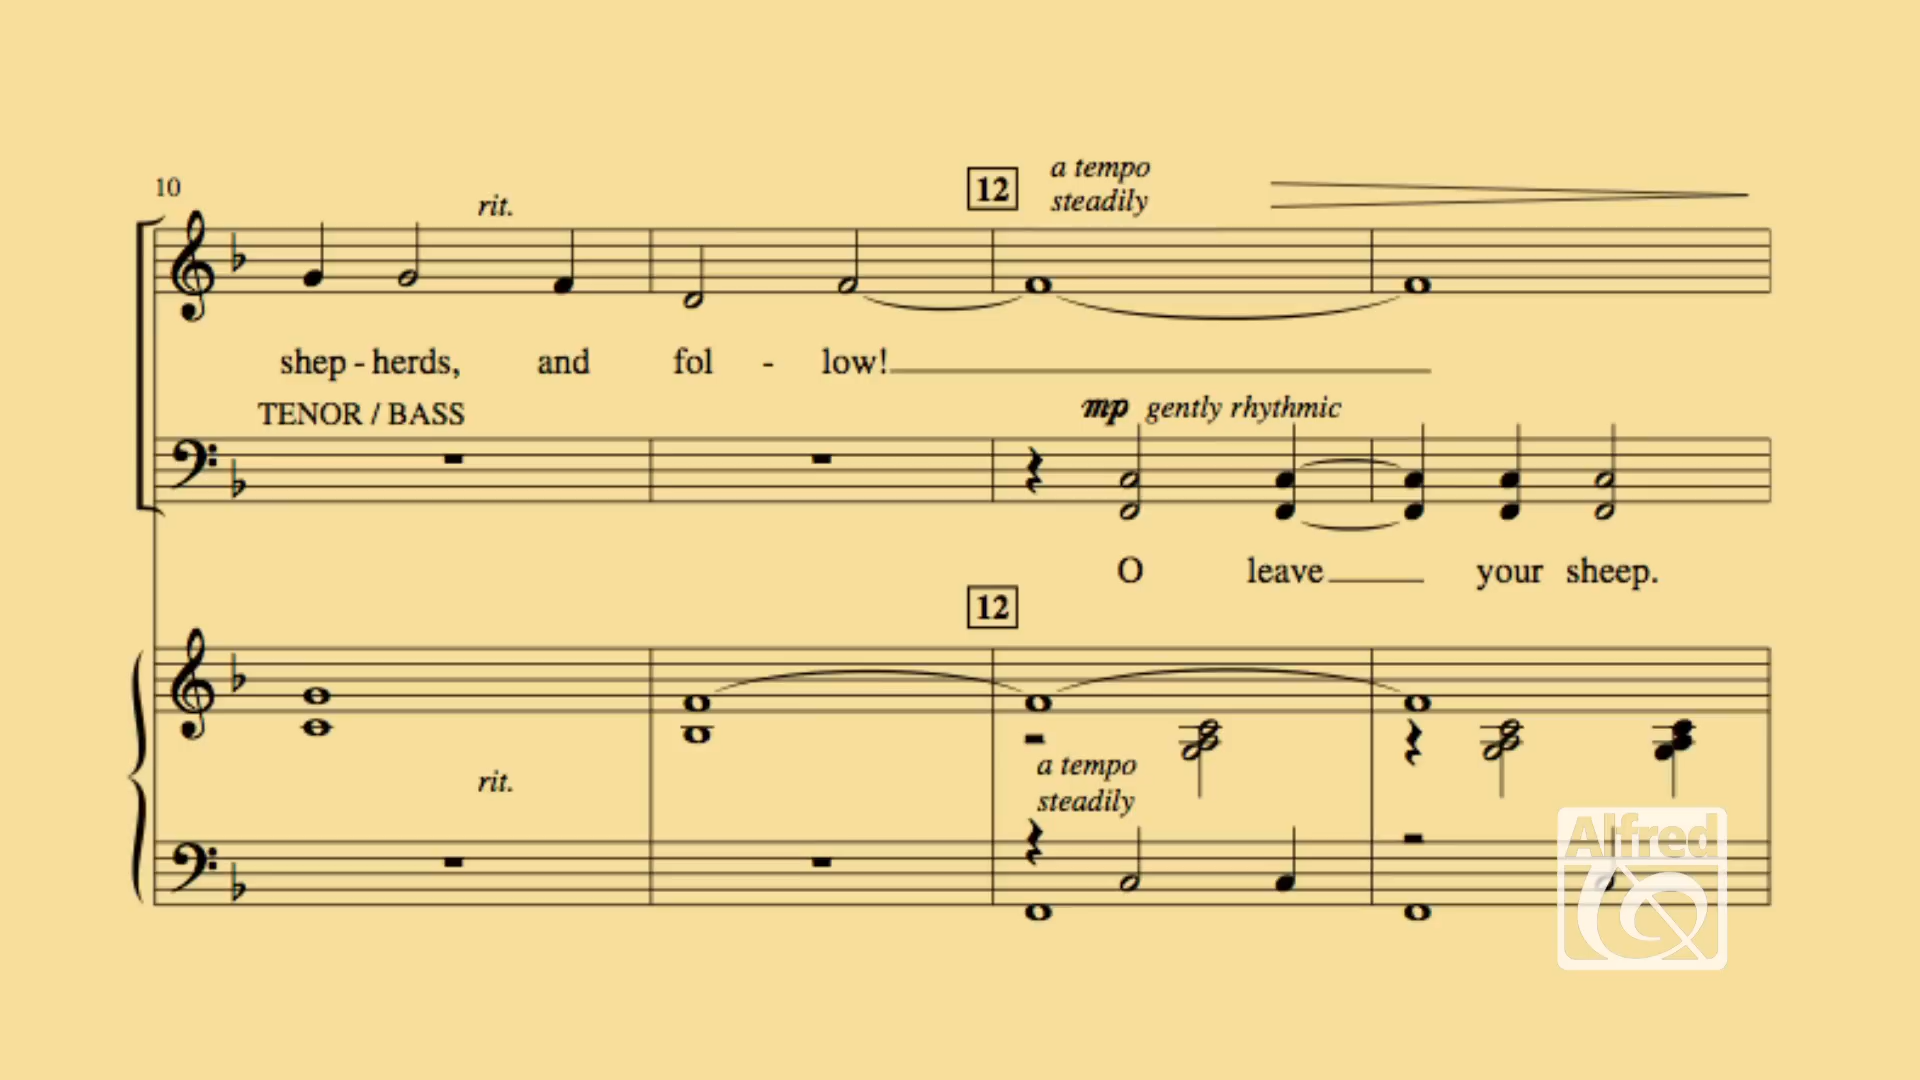 10
rit.
12
a tempo
steadily
shep - herds, and fol - low!
TENOR / BASS
mp gently rhythmic
O leave your sheep.
12
rit.
a tempo
steadily
Alfred